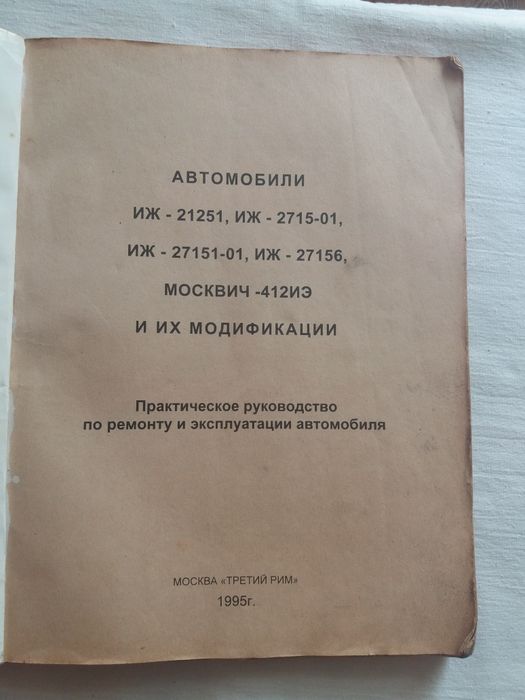 АВТОМОБИЛИ
ИЖ - 21251, ИЖ - 2715-01,
ИЖ - 27151-01, ИЖ - 27156,
МОСКВИЧ -412ИЭ
И ИХ МОДИФИКАЦИИ
Практическое руководство
по ремонту и эксплуатации автомобиля
МОСКВА «ТРЕТИЙ РИМ»
1995г.